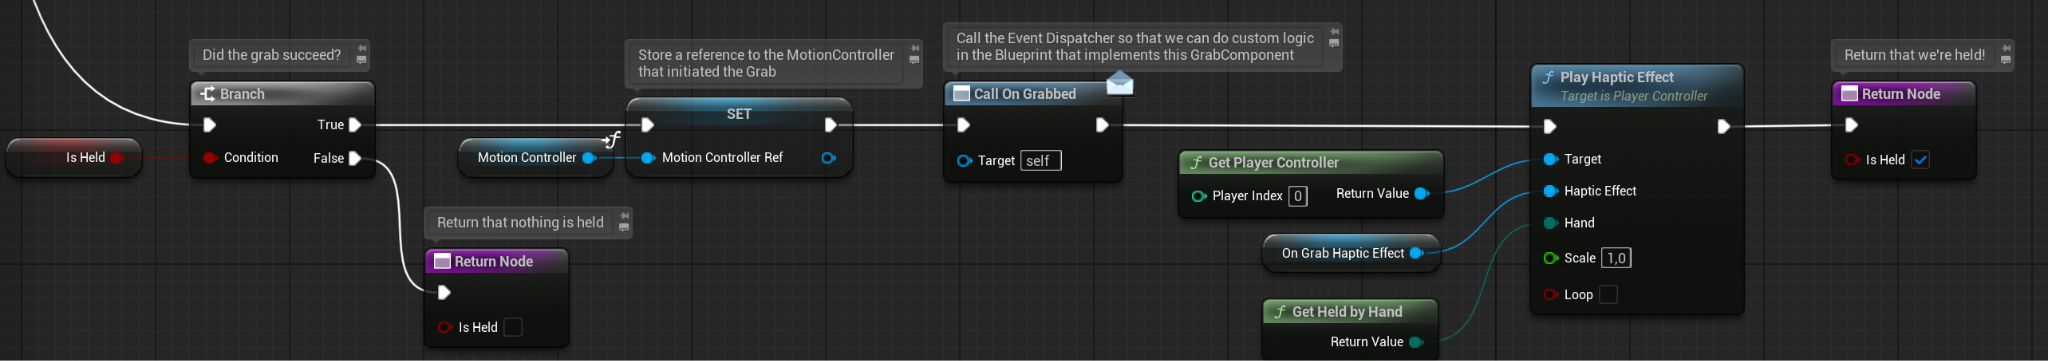 Did the grab succeed?
Branch
True
Is Held
Condition
False
Return that nothing is held
Return Node
Is Held
Store a reference to the MotionController
that initiated the Grab
SET
Motion Controller
Motion Controller Ref
Call the Event Dispatcher so that we can do custom logic
in the Blueprint that implements this GrabComponent
Call On Grabbed
Target self
Get Player Controller
Player Index 0
Return Value
On Grab Haptic Effect
Get Held by Hand
Return Value
Play Haptic Effect
Target is Player Controller
Target
Haptic Effect
Hand
Scale 1,0
Loop
Return that we're held!
Return Node
Is Held